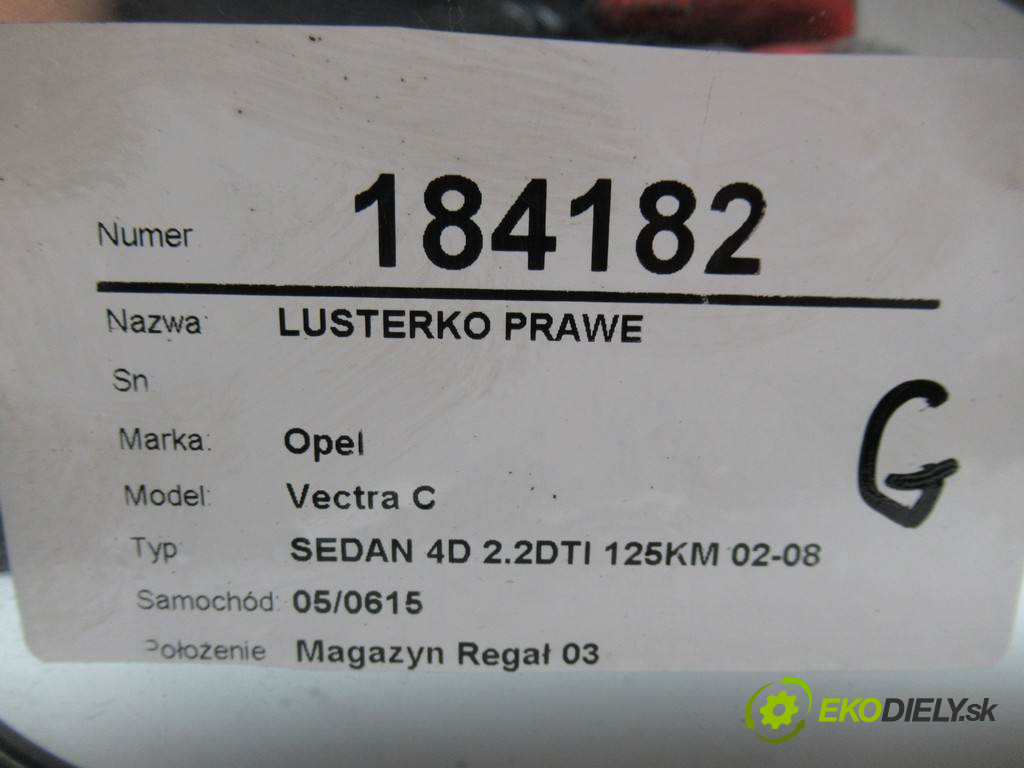 Numer 184182
Nazwa LUSTERKO PRAWE
Sn
Marka: Opel
G
Model: Vectra C
Typ SEDAN 4D 2.2DTI 125KM 02-08
Samochód: 05/0615
Położenie Magazyn Regał 03
EKODIELY.sk